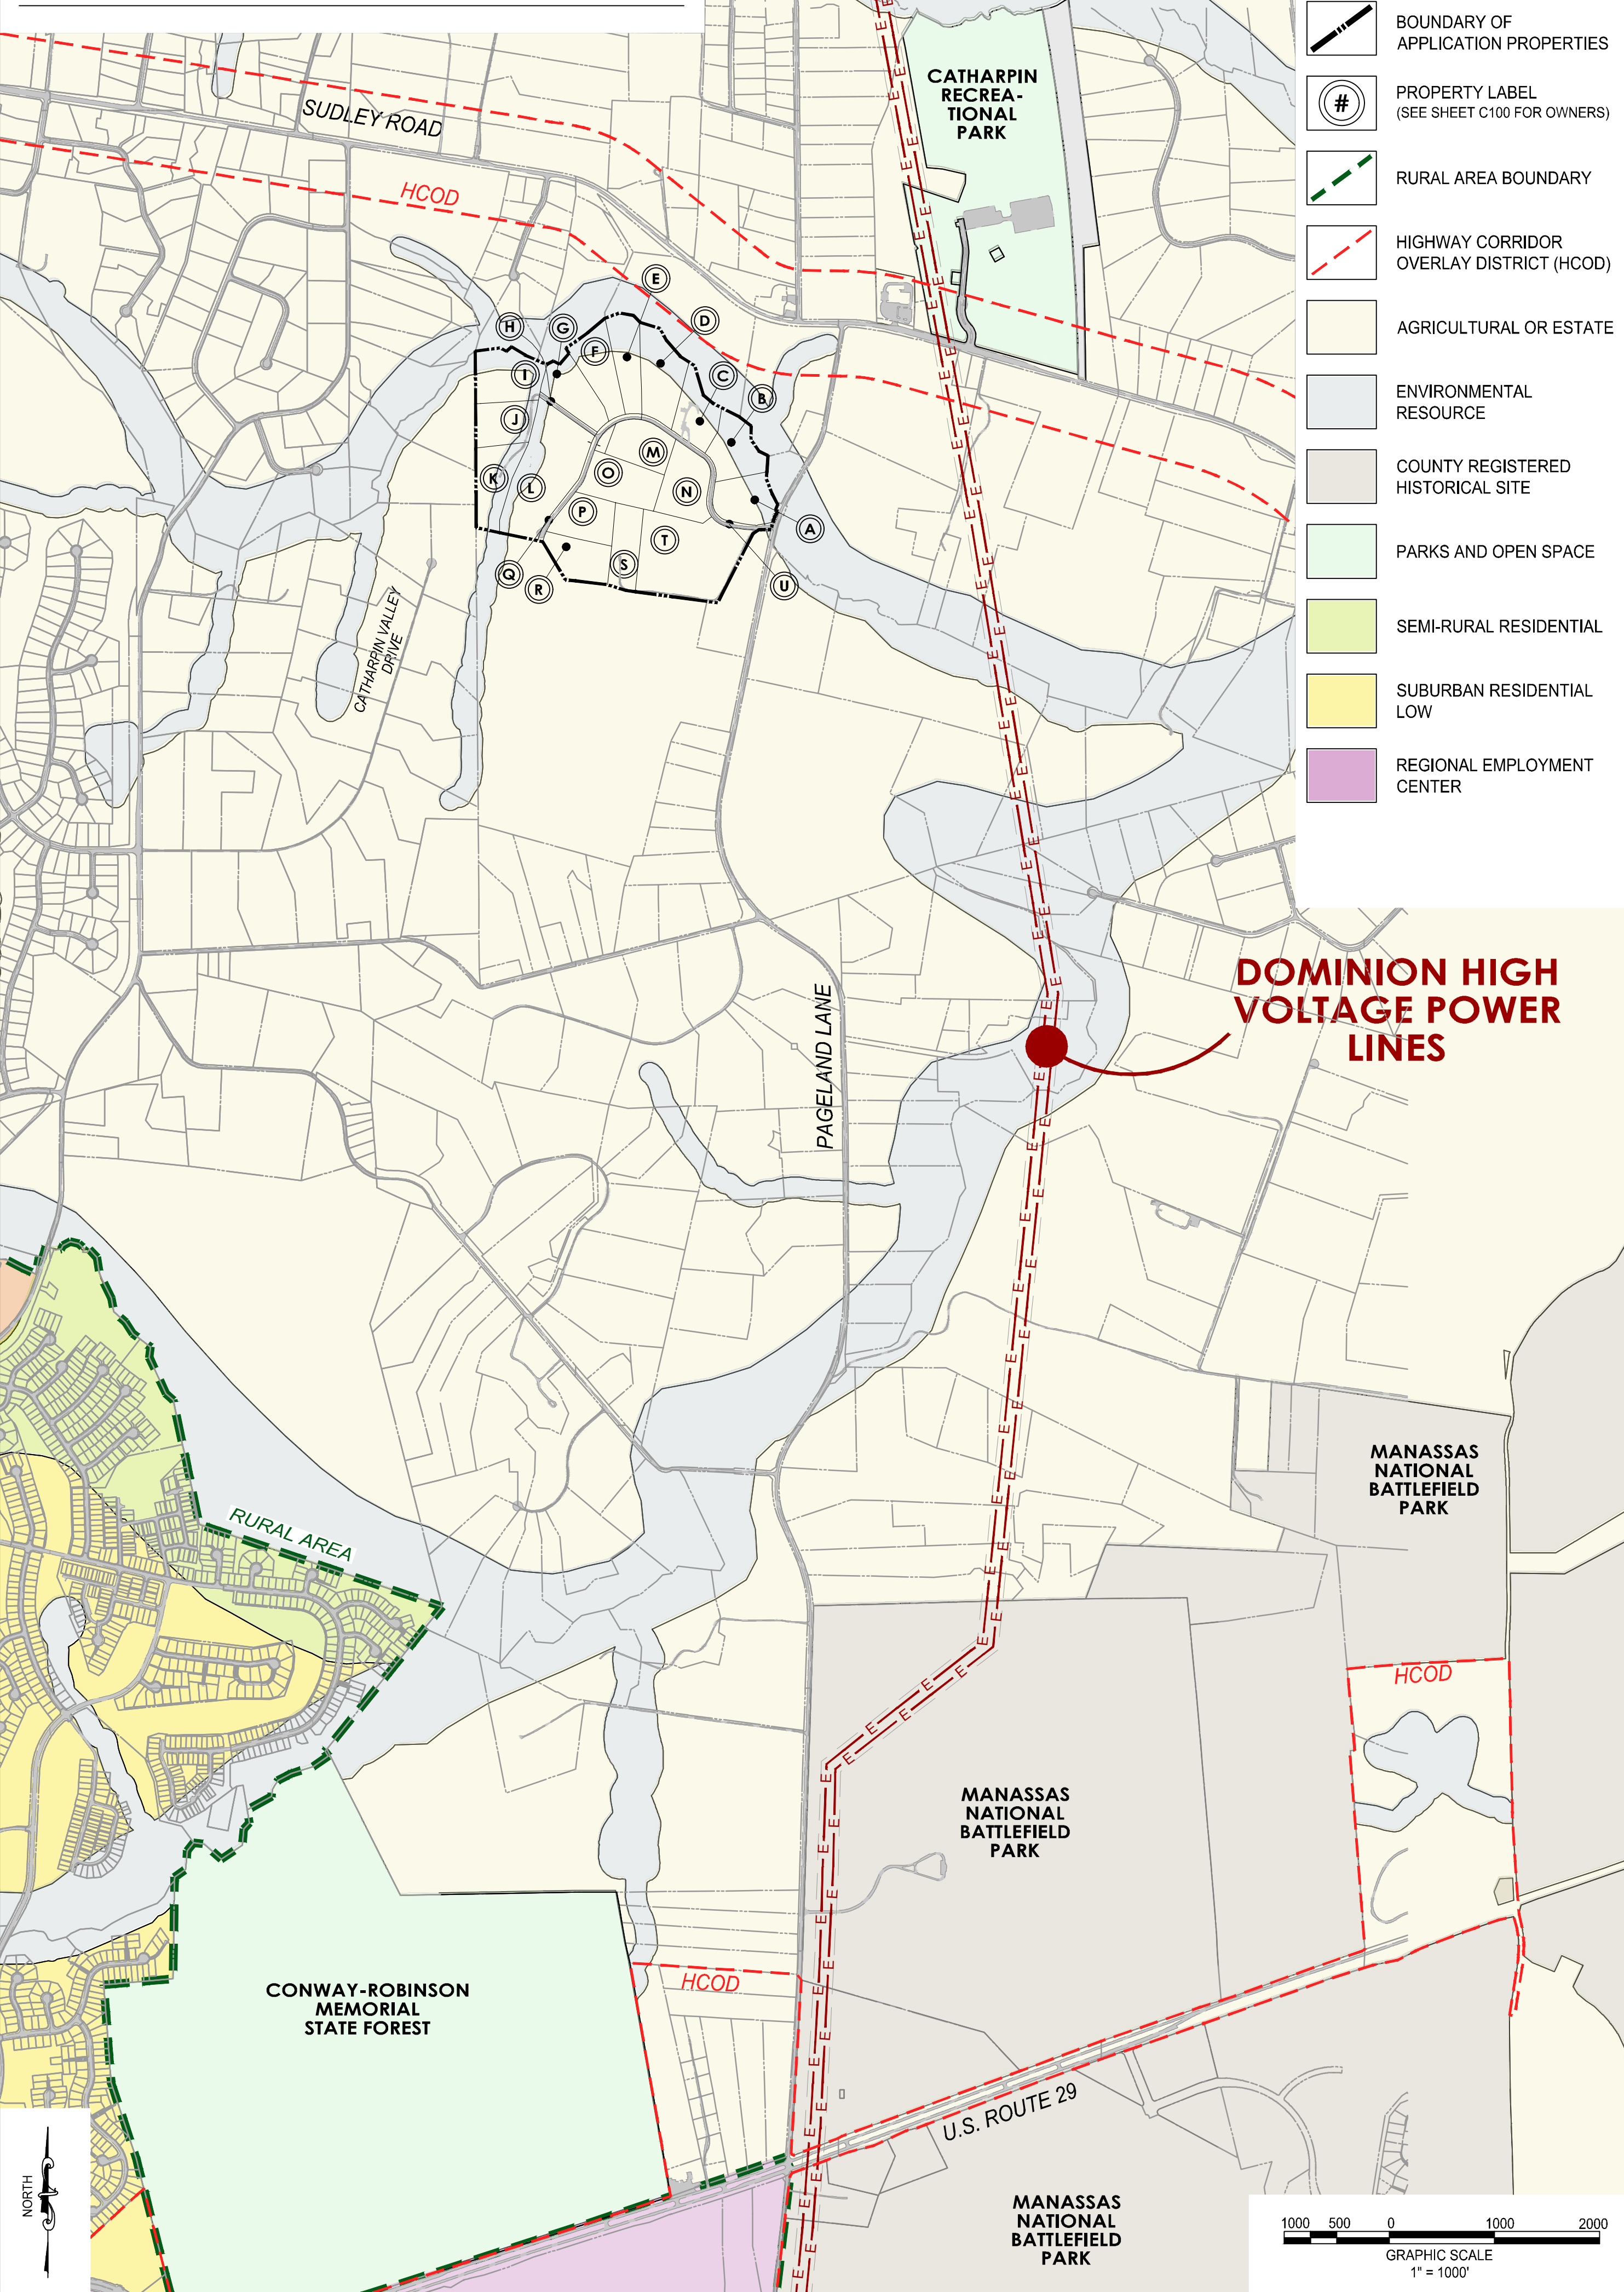 BOUNDARY OF
APPLICATION PROPERTIES
#
PROPERTY LABEL
(SEE SHEET C100 FOR OWNERS)
RURAL AREA BOUNDARY
HIGHWAY CORRIDOR
OVERLAY DISTRICT (HCOD)
AGRICULTURAL OR ESTATE
ENVIRONMENTAL
RESOURCE
COUNTY REGISTERED
HISTORICAL SITE
PARKS AND OPEN SPACE
SEMI-RURAL RESIDENTIAL
SUBURBAN RESIDENTIAL
LOW
REGIONAL EMPLOYMENT
CENTER
CATHARPIN
RECREA-
TIONAL
PARK
SUDLEY ROAD
HCOD
E
D
H
G
F
I
C
B
J
M
K
L
O
N
P
A
T
S
Q
R
U
CATHARPIN VALLEY
DRIVE
PAGELAND LANE
DOMINION HIGH
VOLTAGE POWER
LINES
MANASSAS
NATIONAL
BATTLEFIELD
PARK
RURAL AREA
HCOD
MANASSAS
NATIONAL
BATTLEFIELD
PARK
CONWAY-ROBINSON
MEMORIAL
STATE FOREST
HCOD
U.S. ROUTE 29
MANASSAS
NATIONAL
BATTLEFIELD
PARK
NORTH
1000 500 0 1000 2000
GRAPHIC SCALE
1" = 1000'